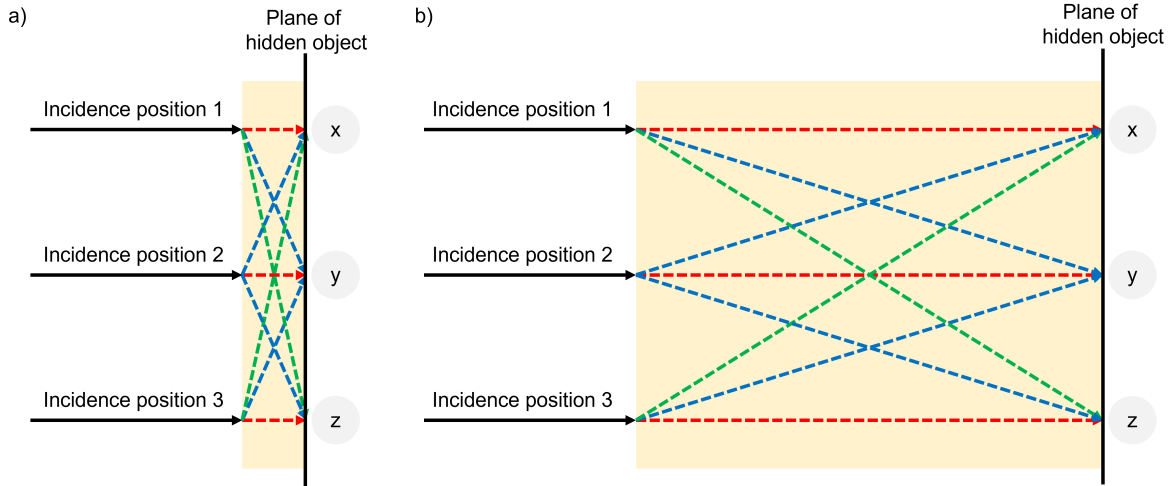 a)
Plane of
hidden object
Incidence position 1
x
Incidence position 2
y
Incidence position 3
z
b)
Plane of
hidden object
Incidence position 1
x
Incidence position 2
y
Incidence position 3
z